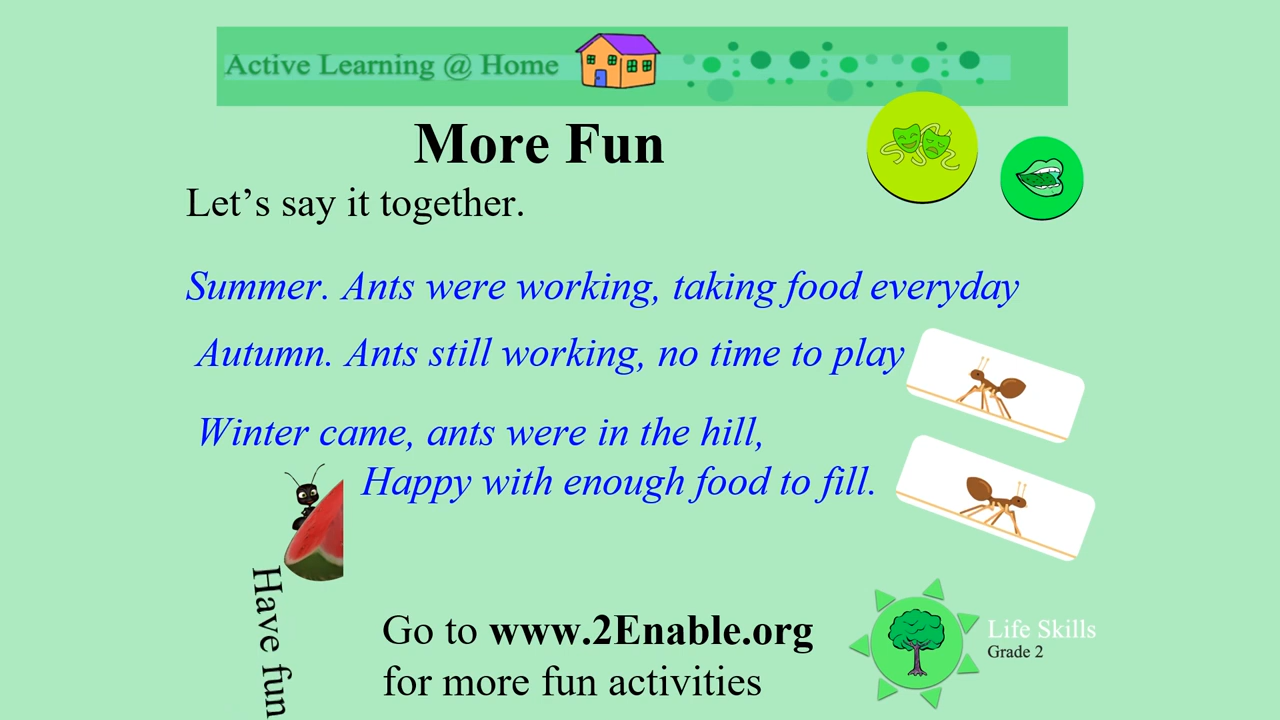 Active Learning @ Home
More Fun
Let's say it together.
Summer. Ants were working, taking food everyday
Autumn. Ants still working, no time to play
Winter came, ants were in the hill,
Happy with enough food to fill.
Have fun
Go to www.2Enable.org
for more fun activities
Life Skills
Grade 2